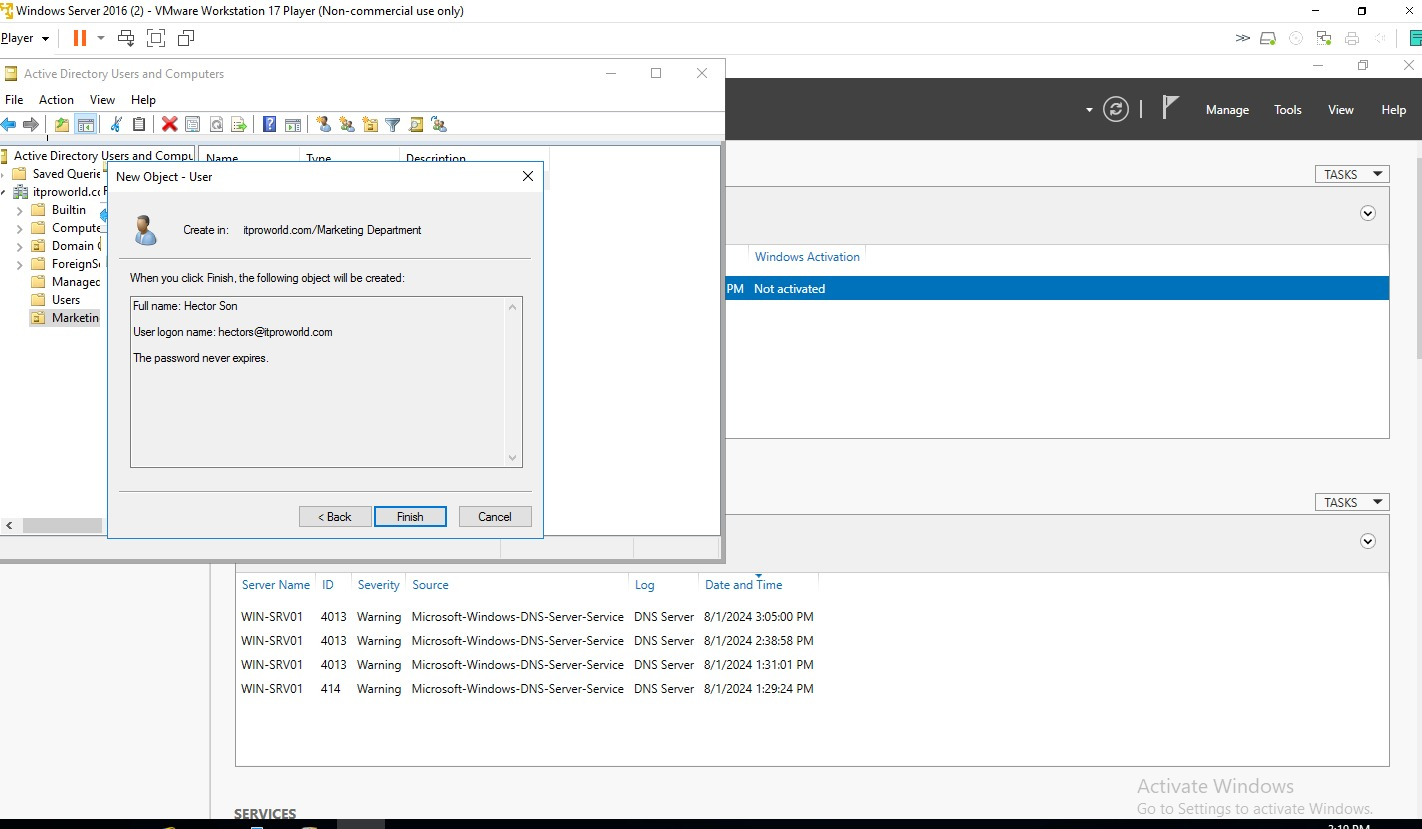 Windows Server 2016 (2) - VMware Workstation 17 Player (Non-commercial use only)
Player
Active Directory Users and Computers
File Action View Help
Manage Tools View Help
Active Directory Users and Compu Name Type Description
Saved Querie
itproworld.co
Builtin
Compute
Domain
ForeignSe
Managed
Users
Marketin
New Object - User
Create in: itproworld.com/Marketing Department
When you click Finish, the following object will be created:
Full name: Hector Son
User logon name: hectors@itproworld.com
The password never expires.
< Back Finish Cancel
TASKS
Windows Activation
PM Not activated
TASKS
Server Name ID Severity Source Log Date and Time
WIN-SRV01 4013 Warning Microsoft-Windows-DNS-Server-Service DNS Server 8/1/2024 3:05:00 PM
WIN-SRV01 4013 Warning Microsoft-Windows-DNS-Server-Service DNS Server 8/1/2024 2:38:58 PM
WIN-SRV01 4013 Warning Microsoft-Windows-DNS-Server-Service DNS Server 8/1/2024 1:31:01 PM
WIN-SRV01 414 Warning Microsoft-Windows-DNS-Server-Service DNS Server 8/1/2024 1:29:24 PM
Activate Windows
Go to Settings to activate Windows.
SERVICES